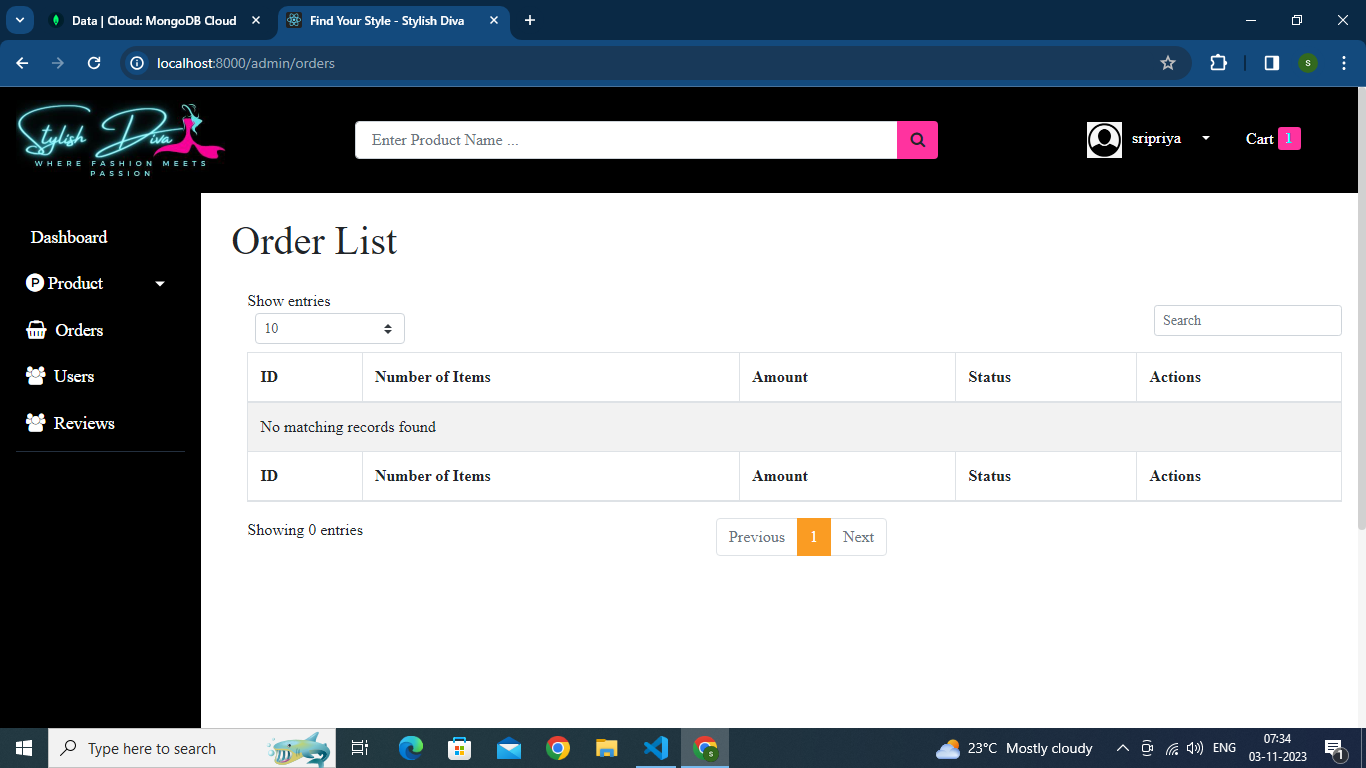 Data | Cloud: MongoDB Cloud
Find Your Style - Stylish Diva
localhost:8000/admin/orders
s
Stylish Diva
WHERE FASHION MEETS
PASSION
Enter Product Name ...
sripriya
Cart 1
Dashboard
P Product
Orders
Users
Reviews
Order List
Show entries
10
Search
ID Number of Items Amount Status Actions
No matching records found
ID Number of Items Amount Status Actions
Showing 0 entries
Previous 1 Next
Type here to search
s
23°C Mostly cloudy
ENG
07:34
03-11-2023
1